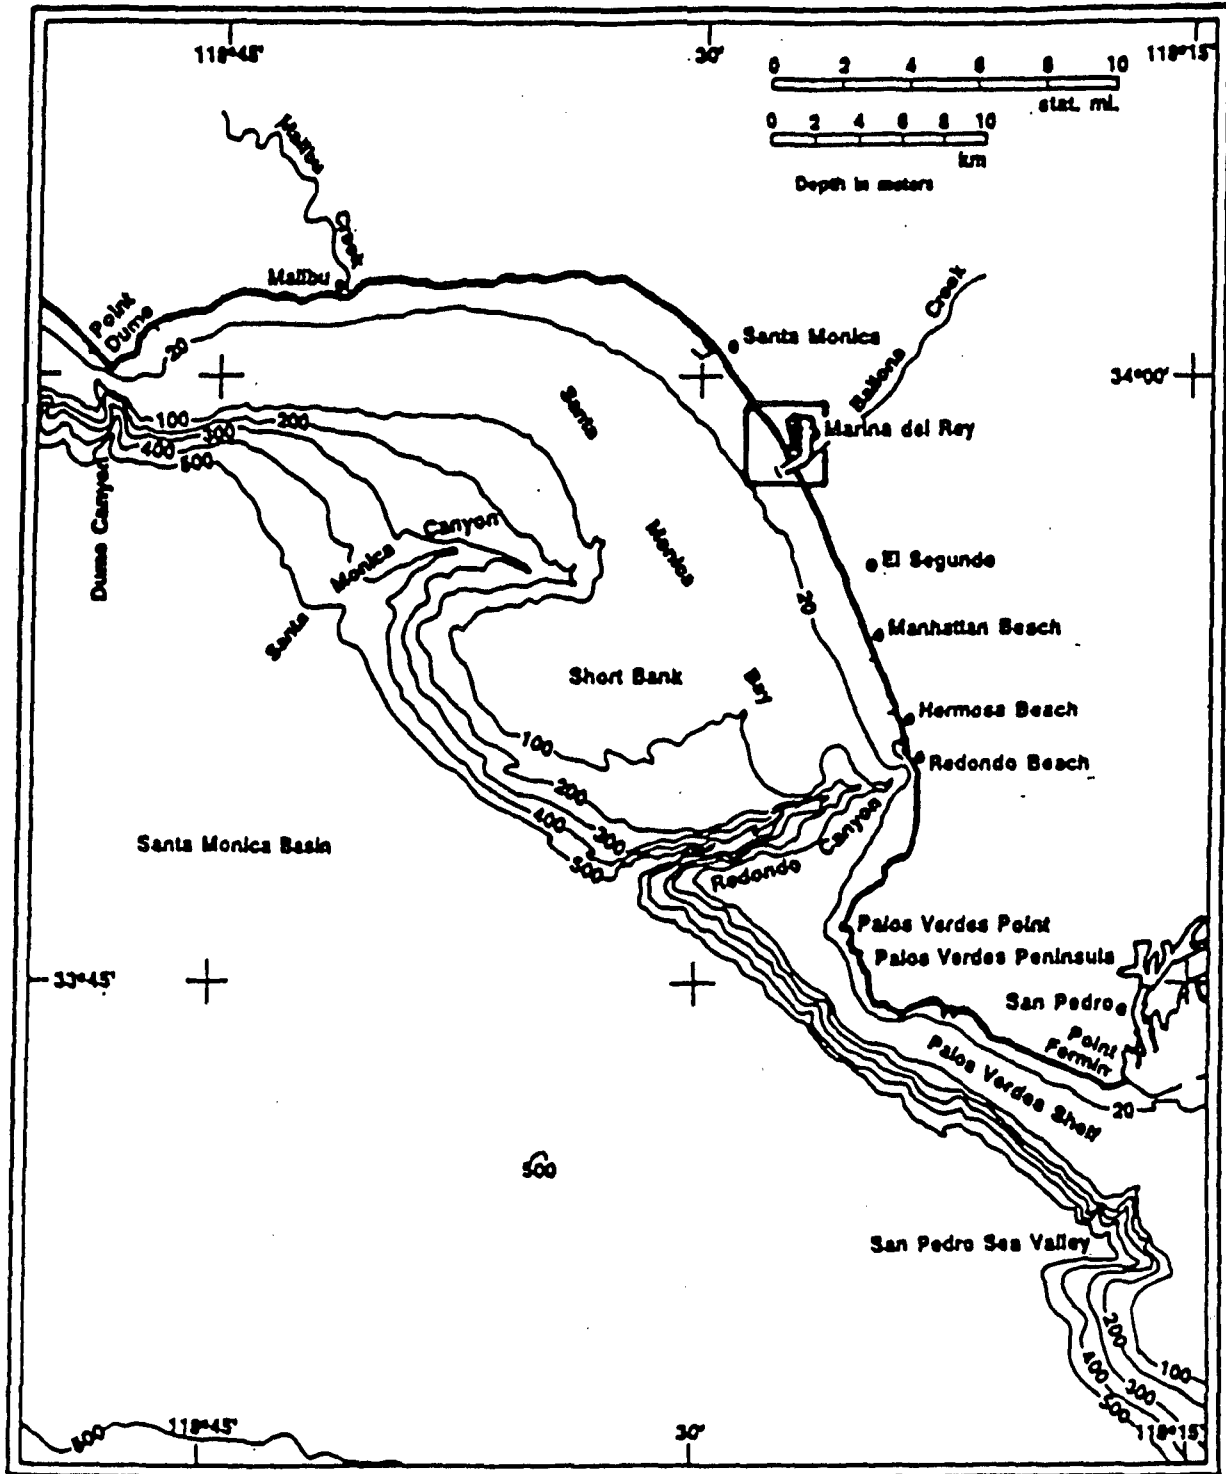 118°45'
30'
118°15'
0 2 4 6 8 10
stat. mi.
0 2 4 6 8 10
km
Depth in meters
Malibu
Creek
Malibu
Point
Dume
20
Santa Monica
Ballona
Creek
34°00'
Marina del Rey
100
200
300
400
500
Dume Canyon
Santa
Monica
Bay
Santa
Monica
Canyon
El Segundo
20
Manhattan Beach
Short Bank
Hermosa Beach
Redondo Beach
100
200
300
400
500
Santa Monica Basin
Redondo
Canyon
Palos Verdes Point
Palos Verdes Peninsula
33°45'
San Pedro
Point
Fermin
Palos Verdes Shelf
20
500
San Pedro Sea Valley
200
100
400
300
500
500
118°45'
30'
118°15'